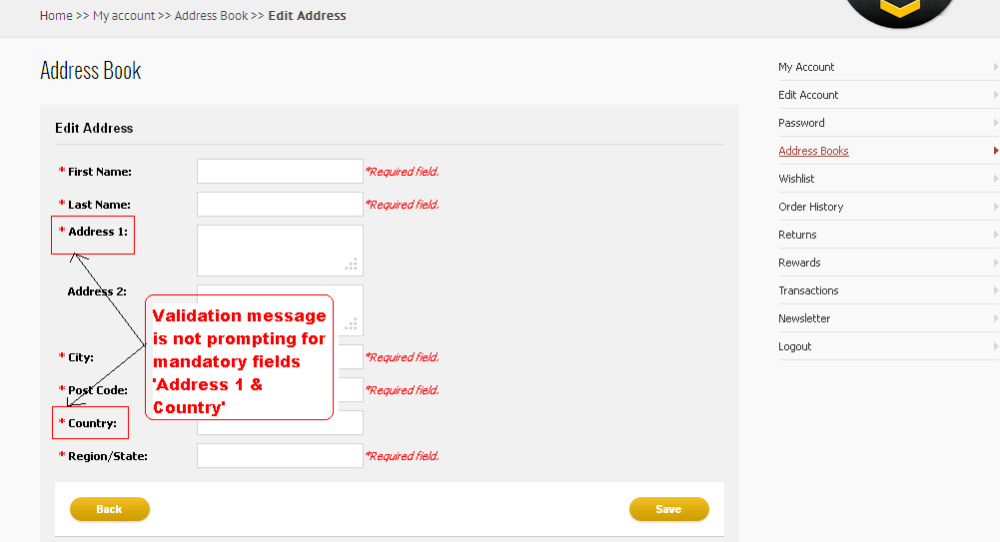 Home >> My account >> Address Book >> Edit Address
Address Book
Edit Address
* First Name: *Required field.
* Last Name: *Required field.
* Address 1:
Address 2:
Validation message
is not prompting for
mandatory fields
'Address 1 &
Country'
* City: *Required field.
* Post Code: *Required field.
* Country:
* Region/State: *Required field.
Back Save
My Account
Edit Account
Password
Address Books
Wishlist
Order History
Returns
Rewards
Transactions
Newsletter
Logout